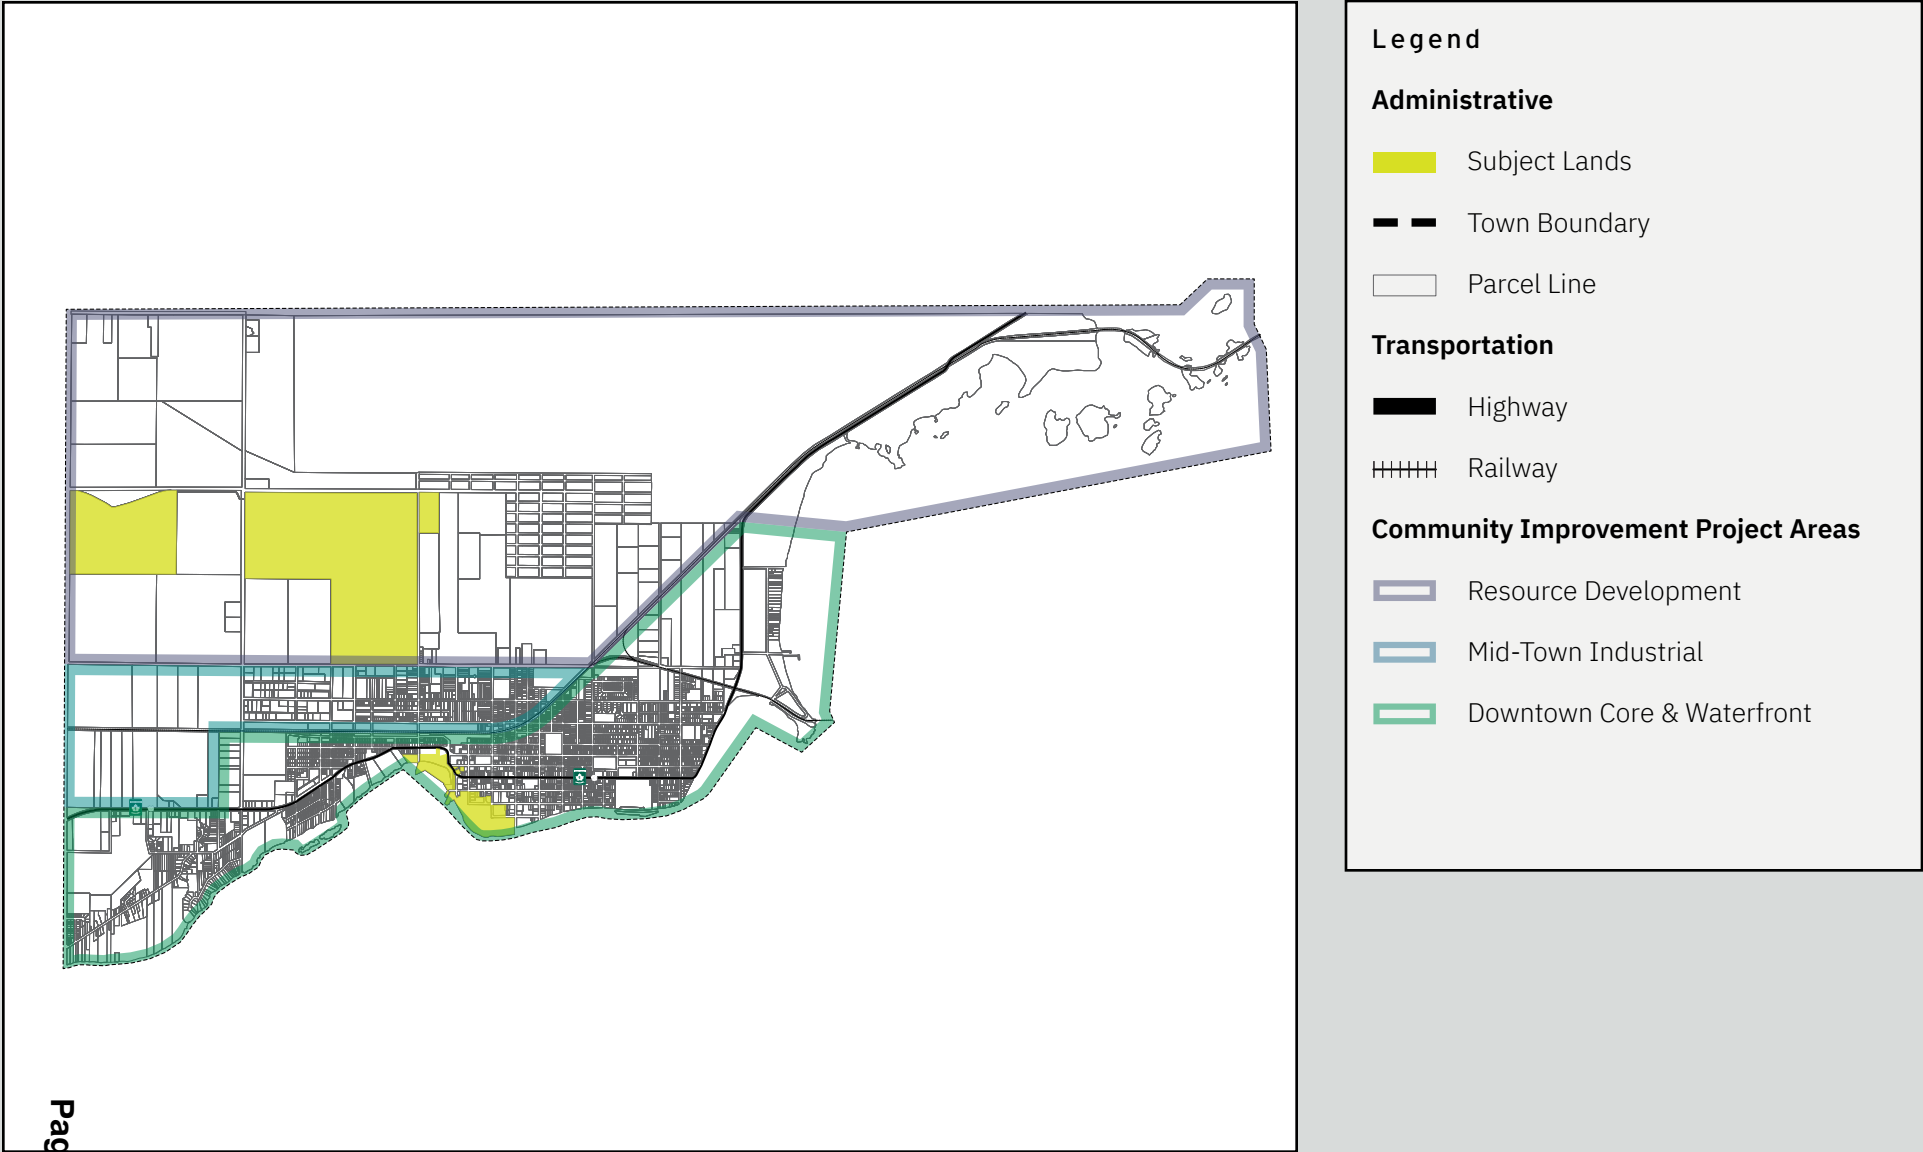 Legend
Administrative
Subject Lands
Town Boundary
Parcel Line
Transportation
Highway
Railway
Community Improvement Project Areas
Resource Development
Mid-Town Industrial
Downtown Core & Waterfront
Pag